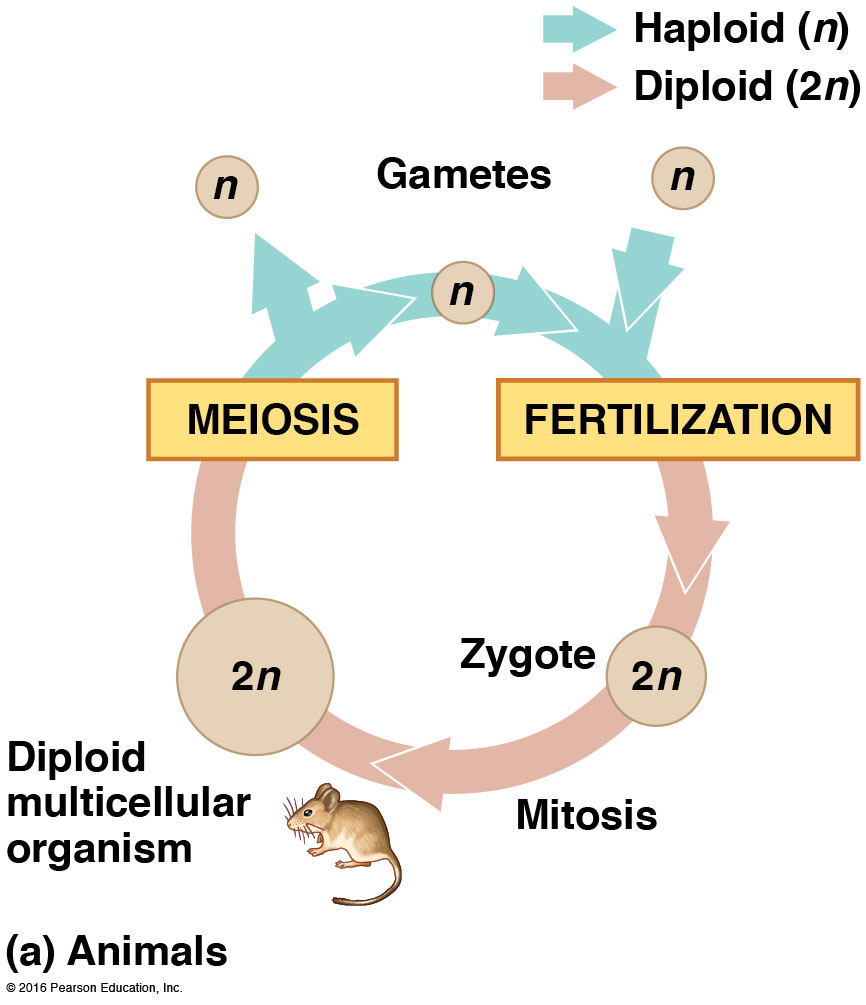 Haploid (n)
Diploid (2n)
n
Gametes
n
n
MEIOSIS
FERTILIZATION
Zygote
2n
2n
Diploid
multicellular
organism
Mitosis
(a) Animals
© 2016 Pearson Education, Inc.